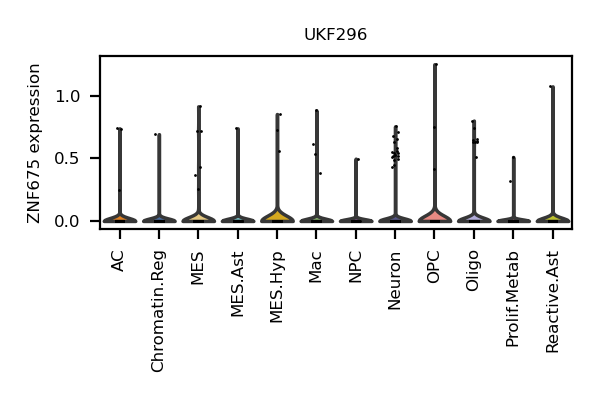 UKF296
ZNF675 expression
1.0
0.5
0.0
AC
Chromatin.Reg
MES
MES.Ast
MES.Hyp
Mac
NPC
Neuron
OPC
Oligo
Prolif.Metab
Reactive.Ast